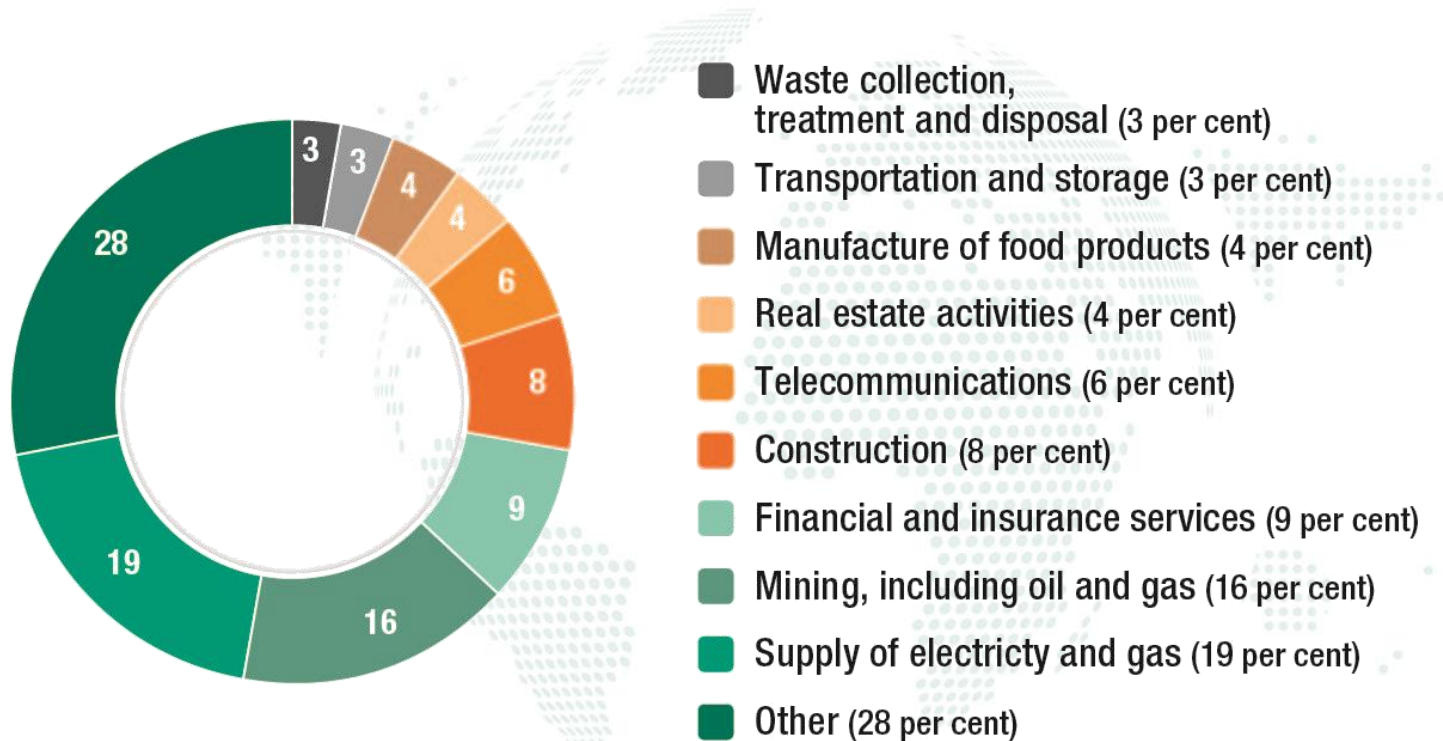 3
3
4
4
6
8
9
16
19
28
Waste collection,
treatment and disposal (3 per cent)
Transportation and storage (3 per cent)
Manufacture of food products (4 per cent)
Real estate activities (4 per cent)
Telecommunications (6 per cent)
Construction (8 per cent)
Financial and insurance services (9 per cent)
Mining, including oil and gas (16 per cent)
Supply of electricty and gas (19 per cent)
Other (28 per cent)